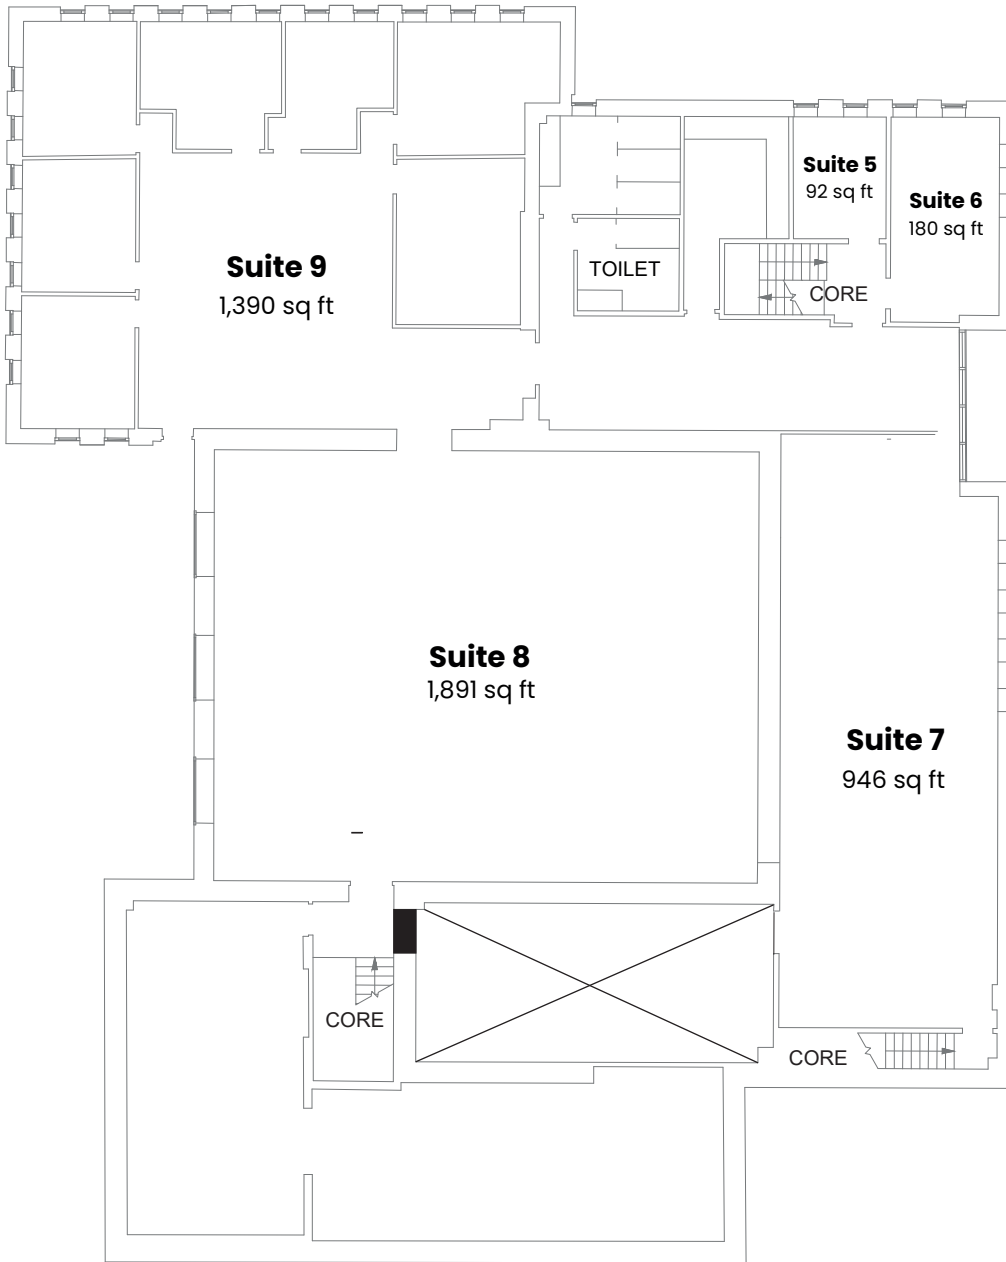 Suite 5
92 sq ft
Suite 6
180 sq ft
Suite 9
1,390 sq ft
TOILET
CORE
Suite 8
1,891 sq ft
Suite 7
946 sq ft
CORE
CORE